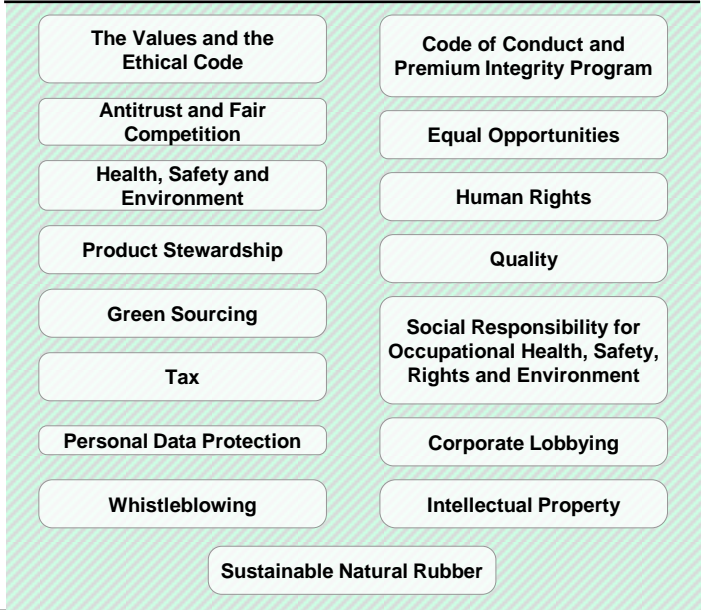 The Values and the
Ethical Code
Code of Conduct and
Premium Integrity Program
Antitrust and Fair
Competition
Equal Opportunities
Health, Safety and
Environment
Human Rights
Product Stewardship
Quality
Green Sourcing
Social Responsibility for
Occupational Health, Safety,
Rights and Environment
Tax
Personal Data Protection
Corporate Lobbying
Whistleblowing
Intellectual Property
Sustainable Natural Rubber